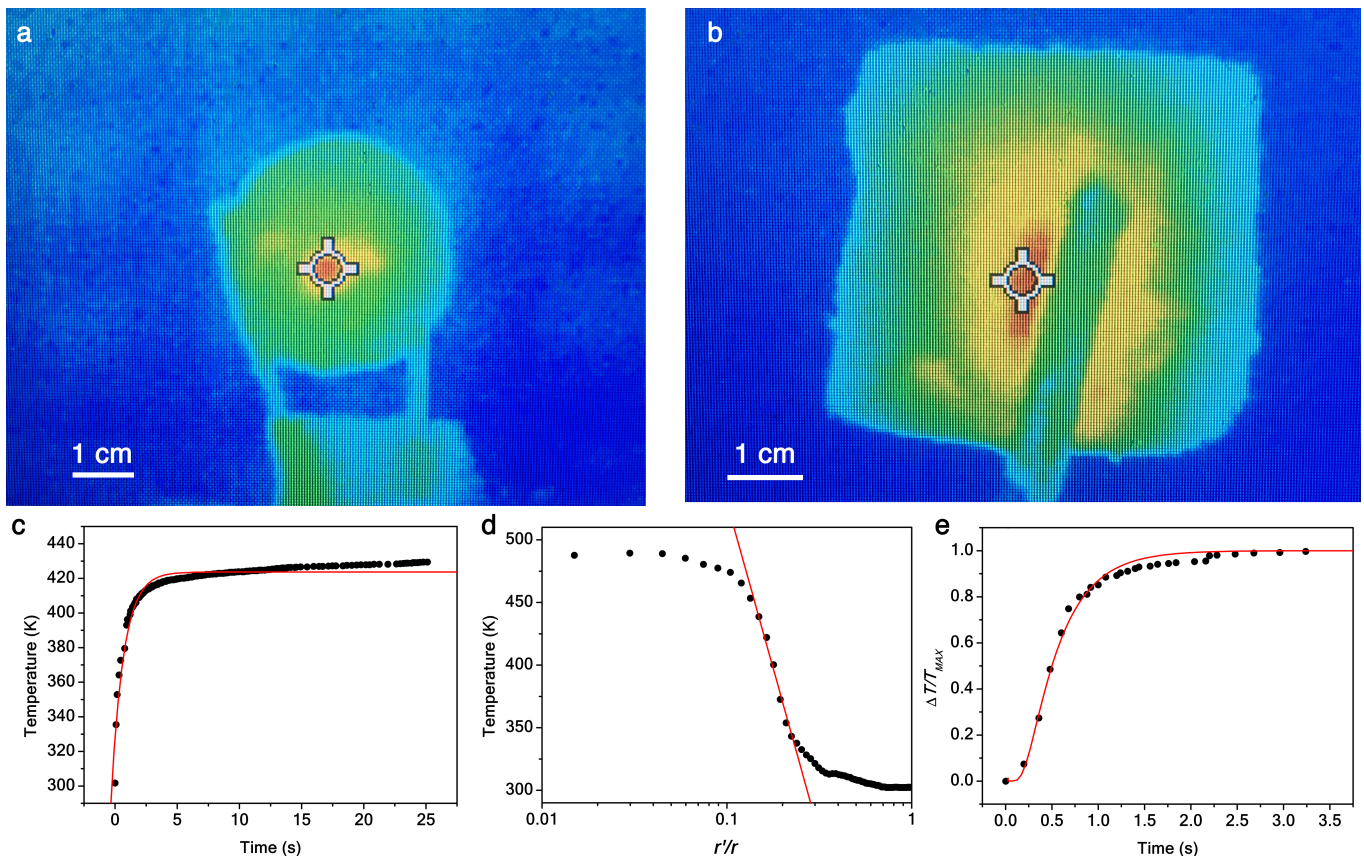 a
b
1 cm
1 cm
c
d
e
440
420
400
380
360
340
320
300
Temperature (K)
0
5
10
15
20
25
Time (s)
500
450
400
350
300
Temperature (K)
0.01
0.1
1
r'/r
1.0
0.8
0.6
0.4
0.2
0.0
ΔT/T_MAX
0.0
0.5
1.0
1.5
2.0
2.5
3.0
3.5
Time (s)